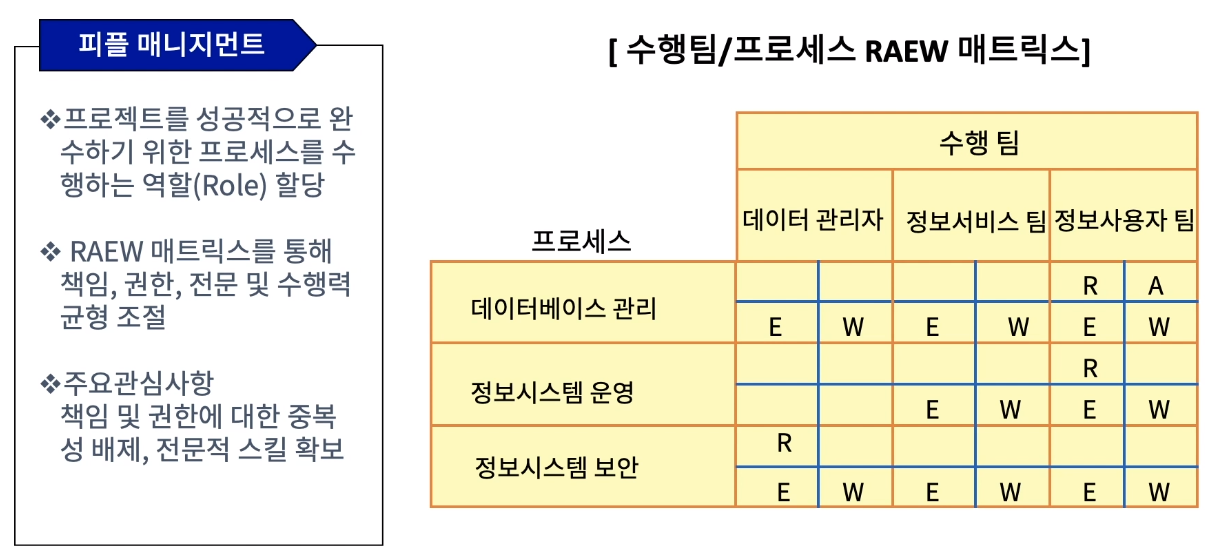 피플 매니지먼트
❖프로젝트를 성공적으로 완
수하기 위한 프로세스를 수
행하는 역할(Role) 할당
❖ RAEW 매트릭스를 통해
책임, 권한, 전문 및 수행력
균형 조절
❖주요관심사항
책임 및 권한에 대한 중복
성 배제, 전문적 스킬 확보
[ 수행팀/프로세스 RAEW 매트릭스]
수행 팀
프로세스 데이터 관리자 정보서비스 팀 정보사용자 팀
데이터베이스 관리
R A
E W E W E W
정보시스템 운영
R
E W E W
정보시스템 보안
R
E W E W E W